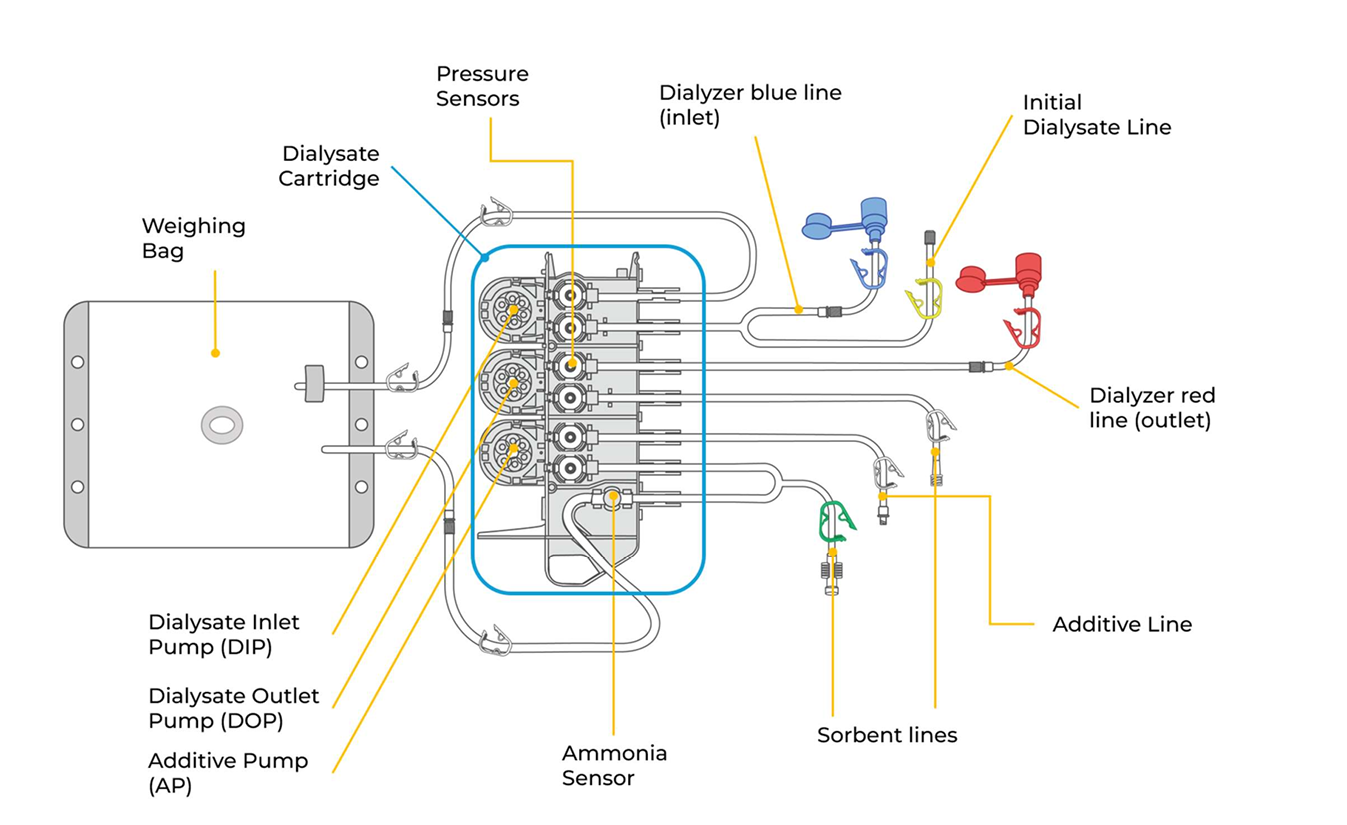 Pressure
Sensors
Dialyzer blue line
(inlet)
Initial
Dialysate Line
Dialysate
Cartridge
Weighing
Bag
Dialyzer red
line (outlet)
Dialysate Inlet
Pump (DIP)
Additive Line
Dialysate Outlet
Pump (DOP)
Sorbent lines
Additive Pump
(AP)
Ammonia
Sensor